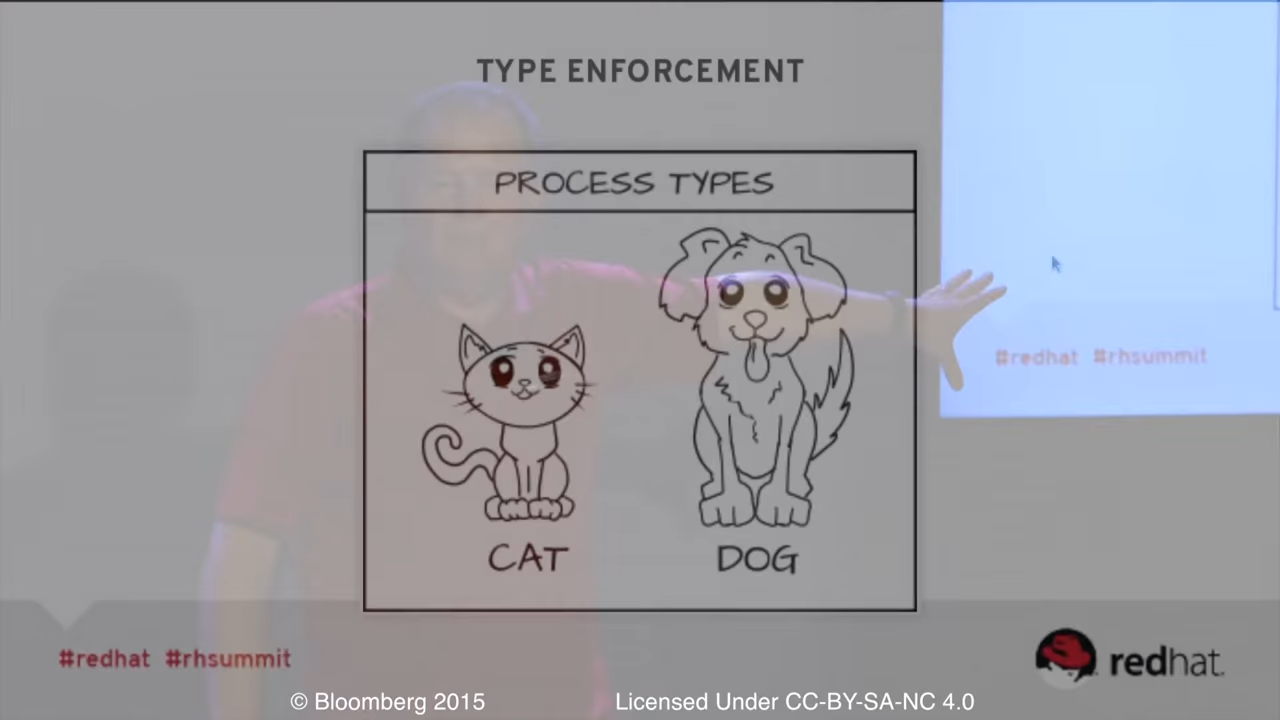 TYPE ENFORCEMENT
PROCESS TYPES
CAT DOG
#redhat #rhsummit
#redhat #rhsummit
redhat.
© Bloomberg 2015 Licensed Under CC-BY-SA-NC 4.0